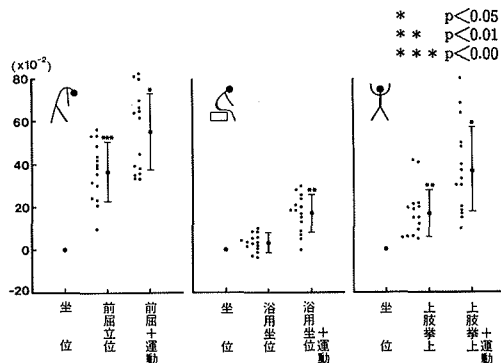 * p<0.05
** p<0.01
*** p<0.00
(×10⁻²)
80
60
40
20
0
-20
***
*
**
**
*
坐位
前屈立位
前屈+運動
坐位
浴用坐位
浴用坐位+運動
坐位
上肢挙上
上肢挙上+運動